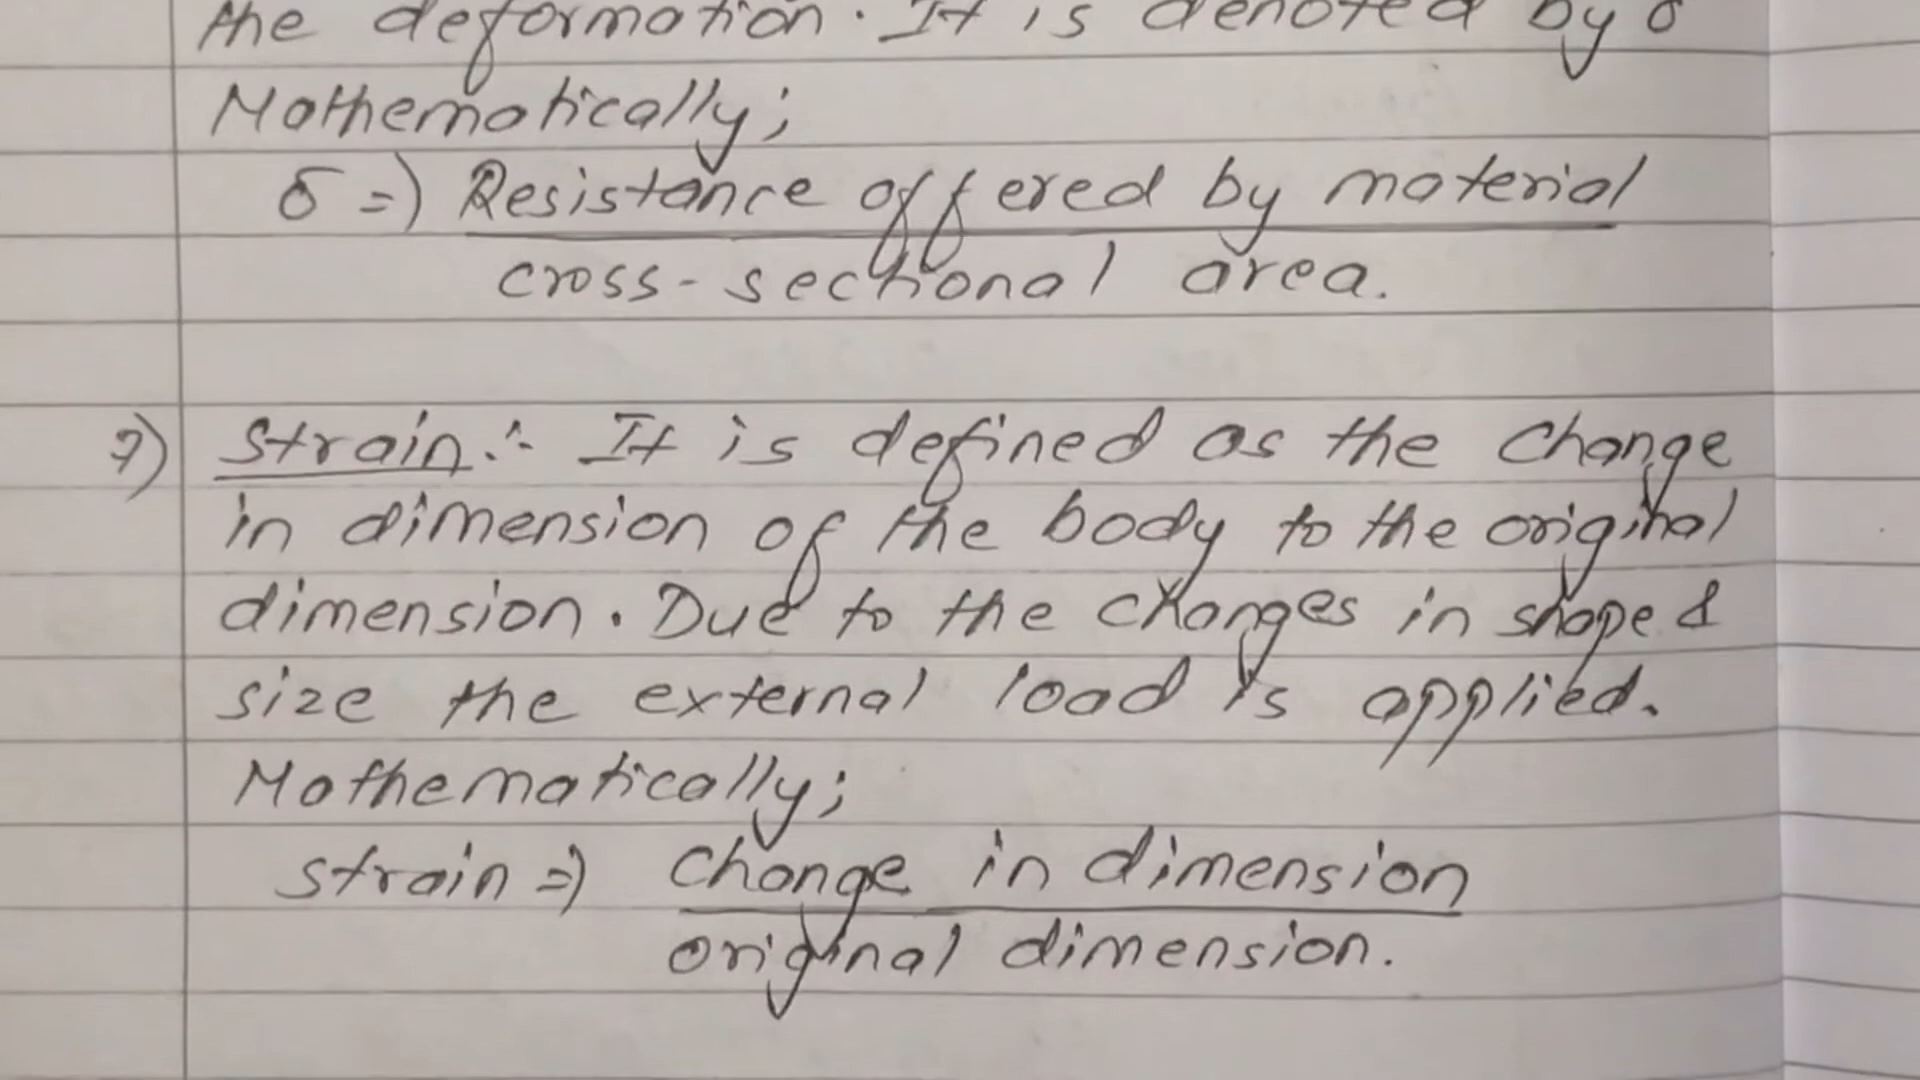 the deformation. It is denoted by σ
Mathematically;
σ => Resistance offered by material
cross-sectional area.
7) Strain :- It is defined as the change
in dimension of the body to the original
dimension. Due to the changes in shape &
size the external load is applied.
Mathematically;
strain => change in dimension
original dimension.